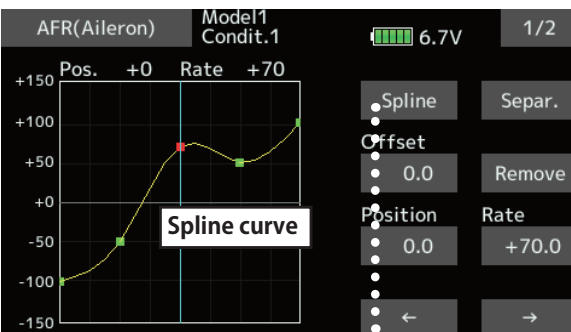 AFR(Aileron) Model1 Condit.1 6.7V 1/2
Pos. +0 Rate +70
+150
+100
+50
+0
-50
-100
-150
Spline curve
Spline Separ.
Offset
0.0 Remove
Position Rate
0.0 +70.0
← →